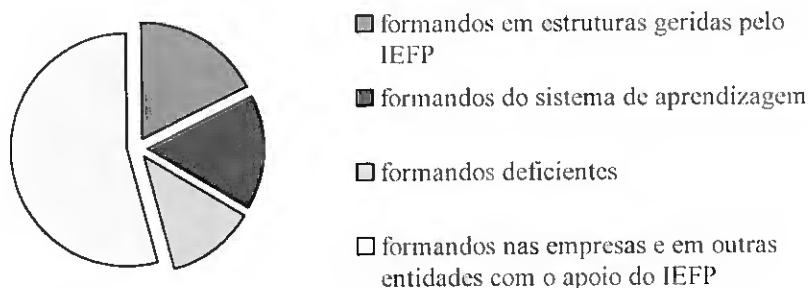 formandos em estruturas geridas pelo
IEFP
formandos do sistema de aprendizagem
formandos deficientes
formandos nas empresas e em outras
entidades com o apoio do IEFP